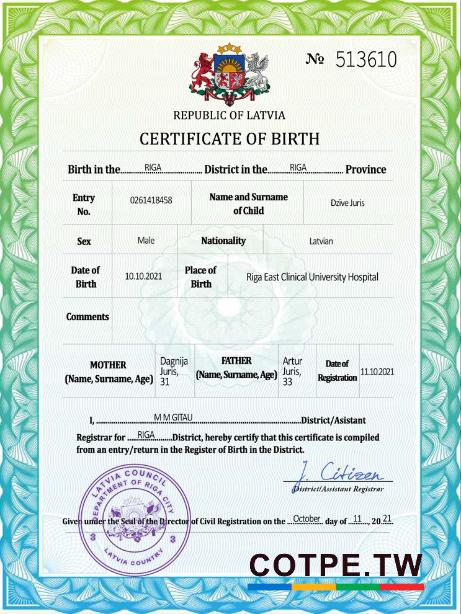 № 513610
REPUBLIC OF LATVIA
CERTIFICATE OF BIRTH
Birth in the...RIGA...District in the...RIGA...Province
Entry No. 0261418458 Name and Surname of Child Dzive Juris
Sex Male Nationality Latvian
Date of Birth 10.10.2021 Place of Birth Riga East Clinical University Hospital
Comments
MOTHER (Name, Surname, Age) Dagnija Juris, 31 FATHER (Name, Surname, Age) Artur Juris, 33 Date of Registration 11.10.2021
I, ...M M GITAU...District/Asistant
Registrar for ...RIGA...District, hereby certify that this certificate is compiled
from an entry/return in the Register of Birth in the District.
J. Citizen
District/Assistant Registrar
LATVIA COUNCIL
DEPARTMENT OF RIGA CITY
3 3
LATVIA COUNTRY
Given under the Seal of the Director of Civil Registration on the ...October...day of ...11..., 20.21
COTPE.TW